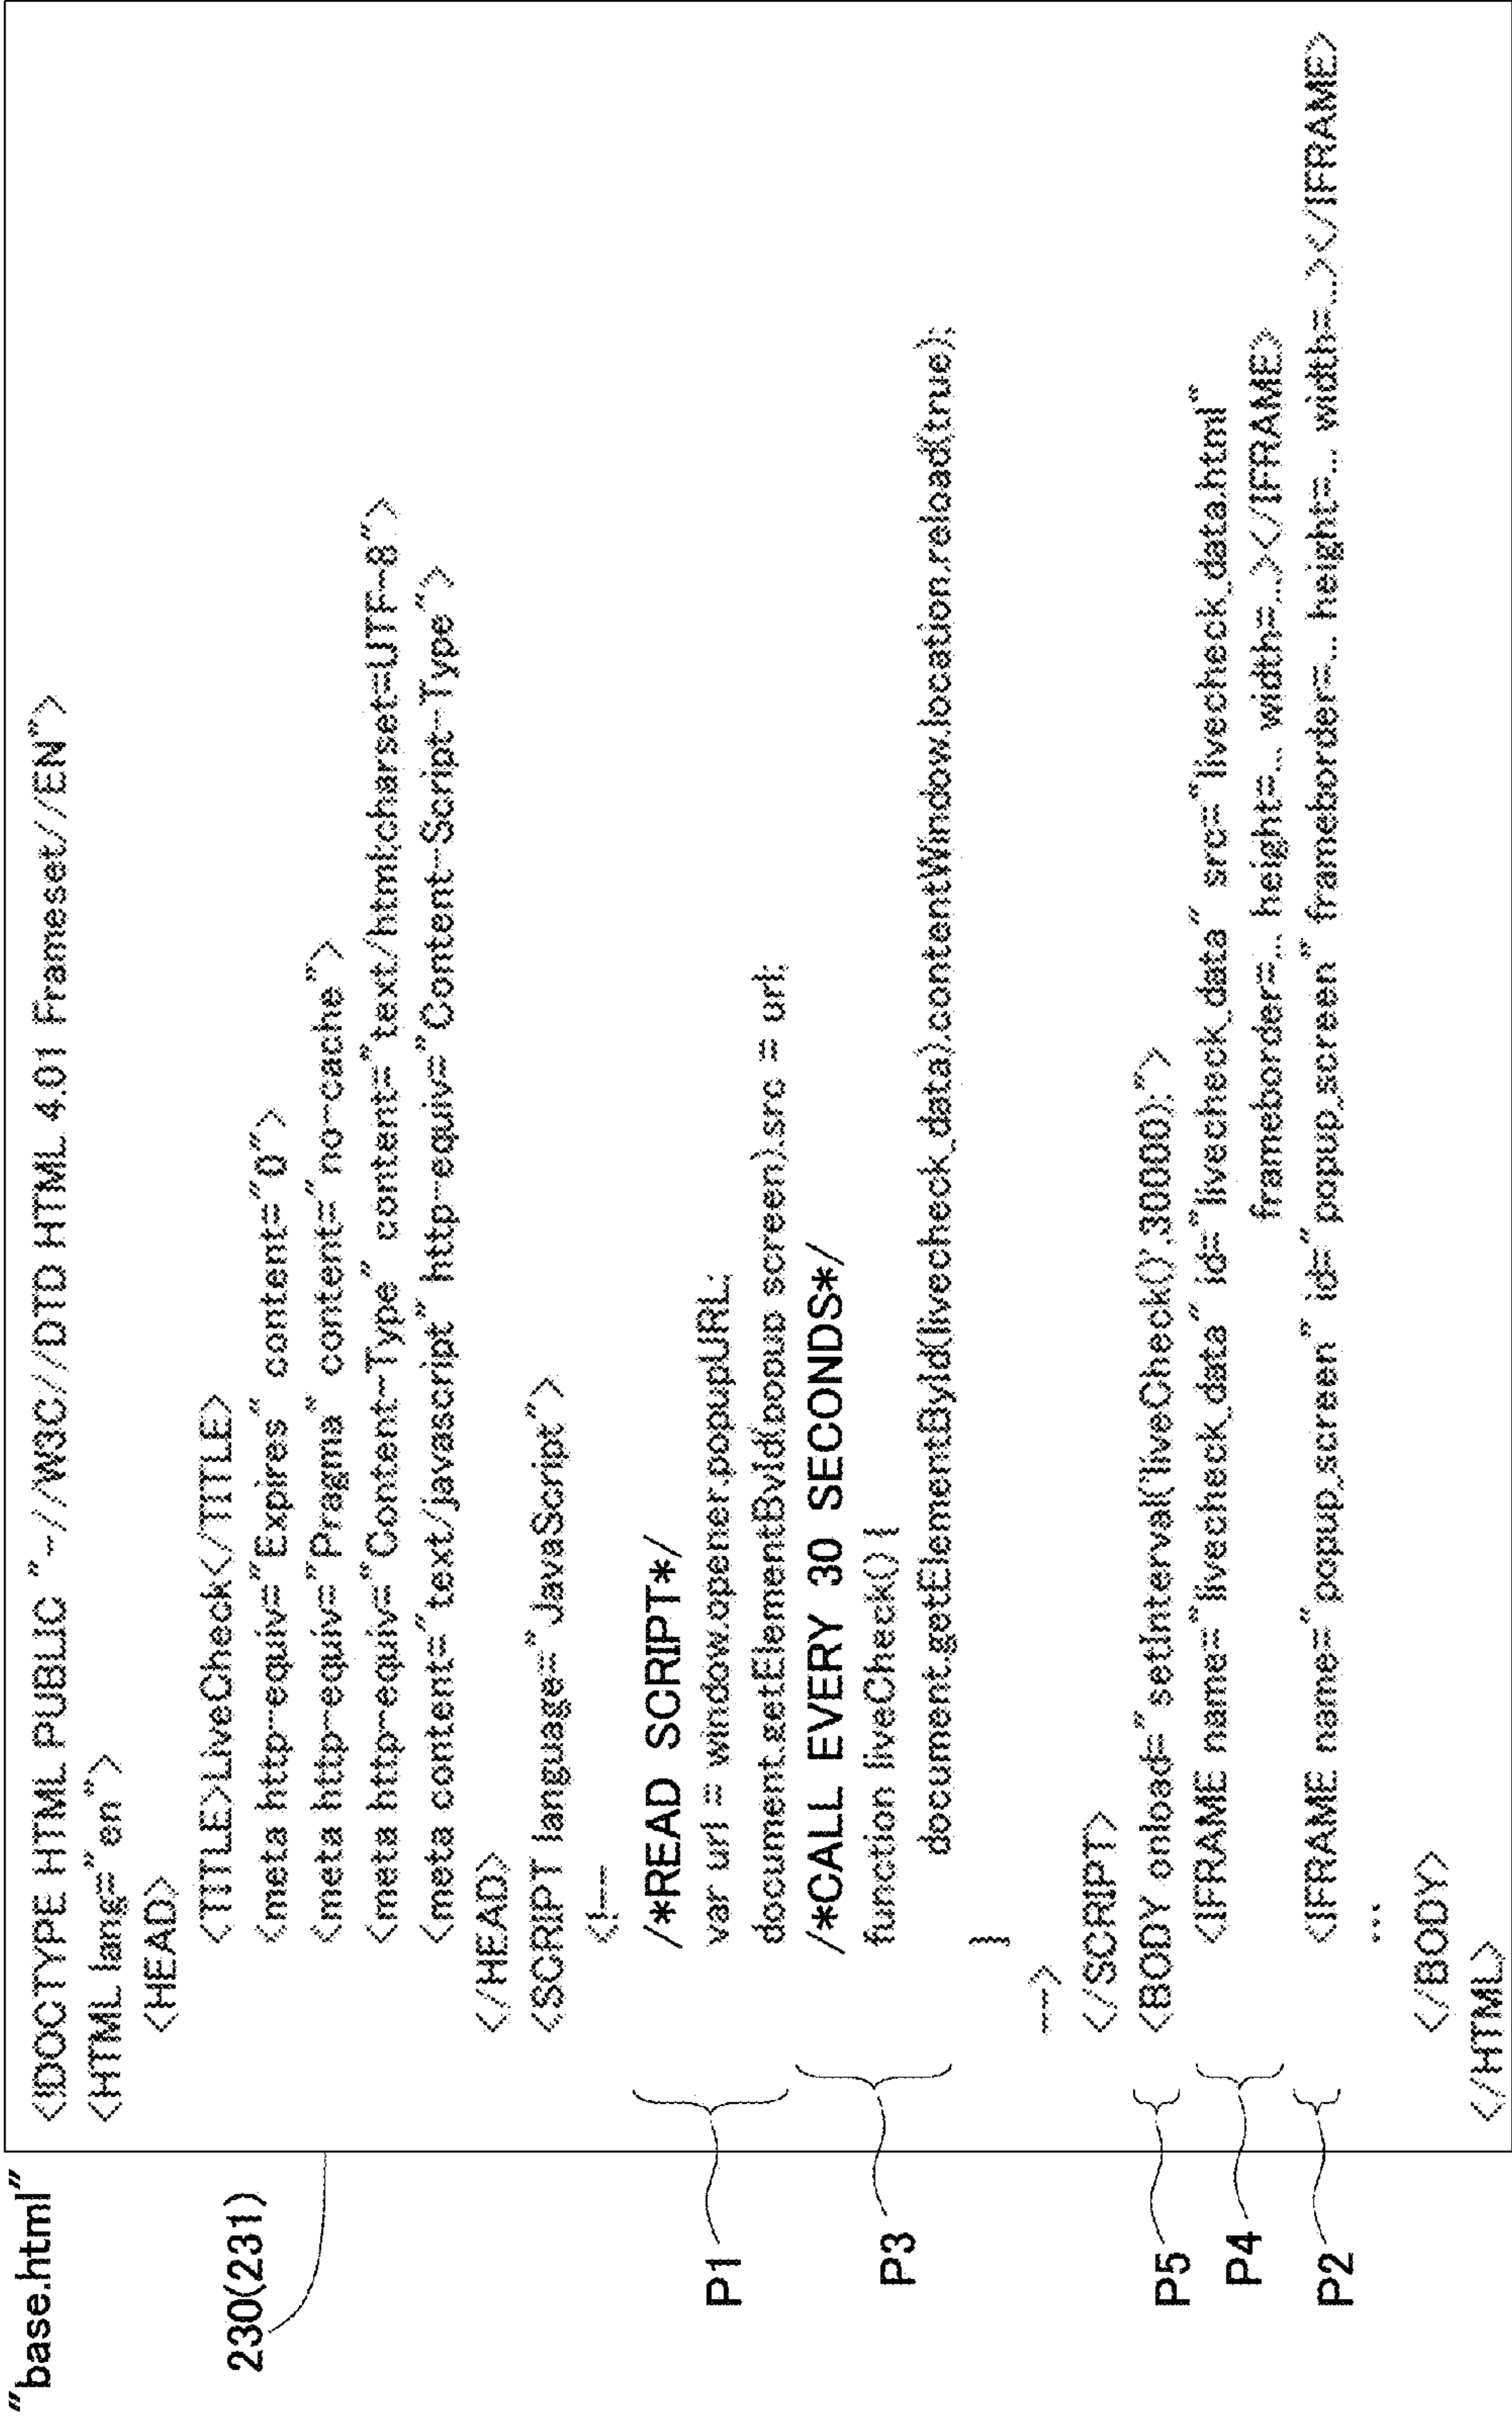 "base.html"
230(231)
<!DOCTYPE HTML PUBLIC "-//W3C//DTD HTML 4.01 Frameset//EN">
<HTML lang="en">
<HEAD>
<TITLE>LiveCheck</TITLE>
<meta http-equiv="Expires" content="0">
<meta http-equiv="Pragma" content="no-cache">
<meta http-equiv="Content-Type" content="text/html;charset=UTF-8">
<meta content="text/javascript" http-equiv="Content-Script-Type">
</HEAD>
<SCRIPT language="JavaScript">
<!--
P1
/*READ SCRIPT*/
var url = window.opener.popupURL;
document.getElementById(popup screen).src = url;
P3
/*CALL EVERY 30 SECONDS*/
function liveCheck() {
document.getElementById(livecheck_data).contentWindow.location.reload(true);
}
-->
</SCRIPT>
P5 <BODY onload="setInterval('liveCheck()',30000);">
P4 <IFRAME name="livecheck_data" id="livecheck_data" src="livecheck_data.html"
frameborder=... height=... width=...></IFRAME>
P2 <IFRAME name="popup_screen" id="popup_screen" frameborder=... height=... width=...></IFRAME>
...
</BODY>
</HTML>